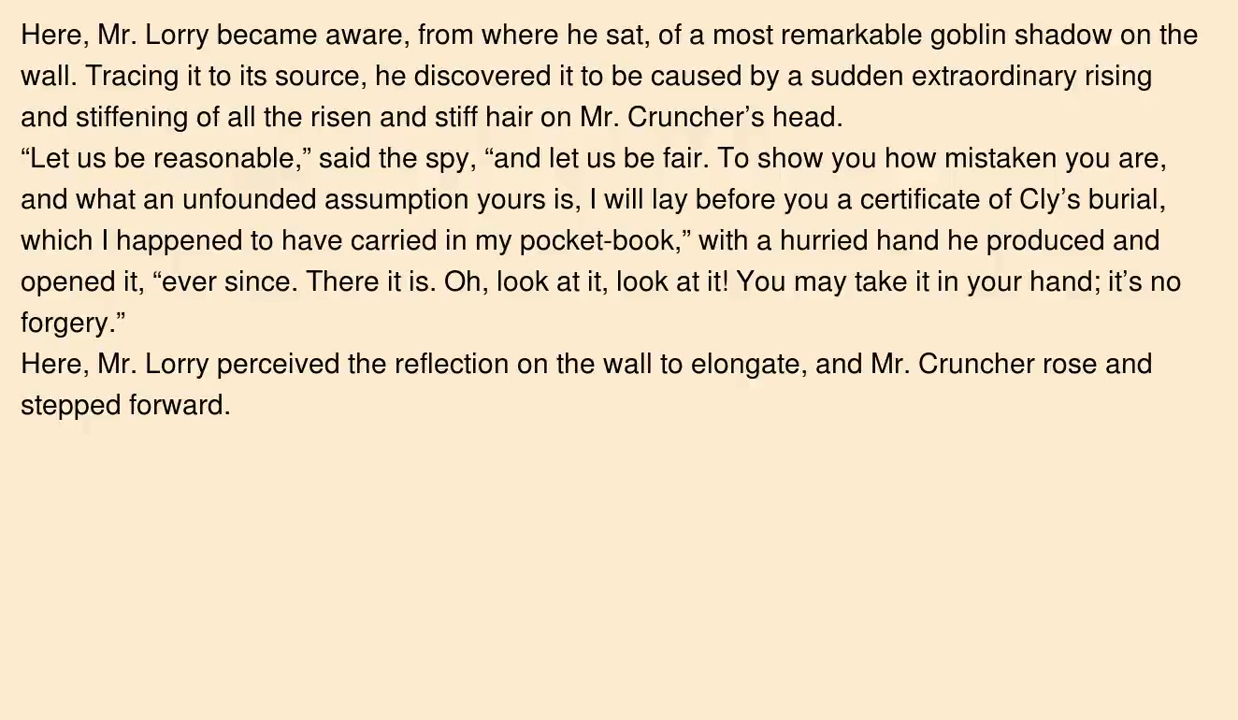 Here, Mr. Lorry became aware, from where he sat, of a most remarkable goblin shadow on the
wall. Tracing it to its source, he discovered it to be caused by a sudden extraordinary rising
and stiffening of all the risen and stiff hair on Mr. Cruncher’s head.
“Let us be reasonable,” said the spy, “and let us be fair. To show you how mistaken you are,
and what an unfounded assumption yours is, I will lay before you a certificate of Cly’s burial,
which I happened to have carried in my pocket-book,” with a hurried hand he produced and
opened it, “ever since. There it is. Oh, look at it, look at it! You may take it in your hand; it’s no
forgery.”
Here, Mr. Lorry perceived the reflection on the wall to elongate, and Mr. Cruncher rose and
stepped forward.